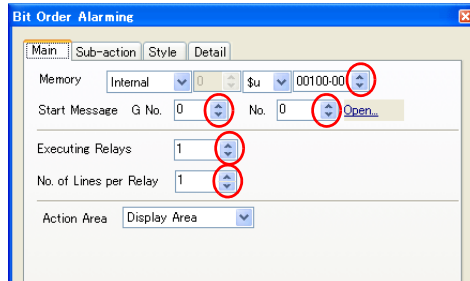 Bit Order Alarming
Main Sub-action Style Detail
Memory Internal 0 $u 00100-00
Start Message G No. 0 No. 0 Open...
Executing Relays 1
No. of Lines per Relay 1
Action Area Display Area